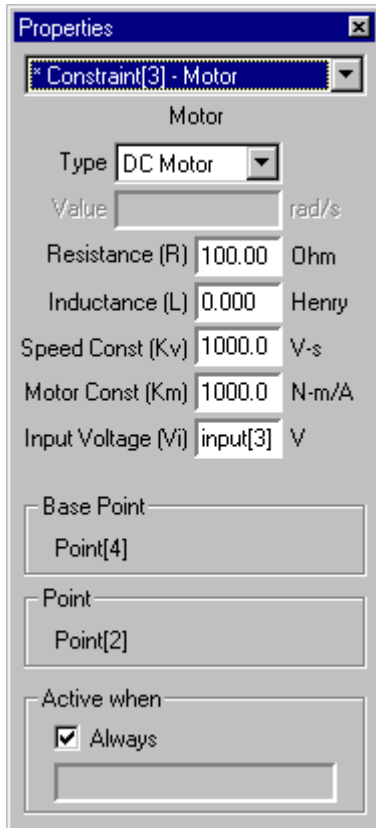 Properties
* Constraint[3] - Motor
Motor
Type DC Motor
Value rad/s
Resistance (R) 100.00 Ohm
Inductance (L) 0.000 Henry
Speed Const (Kv) 1000.0 V-s
Motor Const (Km) 1000.0 N-m/A
Input Voltage (Vi) input[3] V
Base Point
Point[4]
Point
Point[2]
Active when
Always